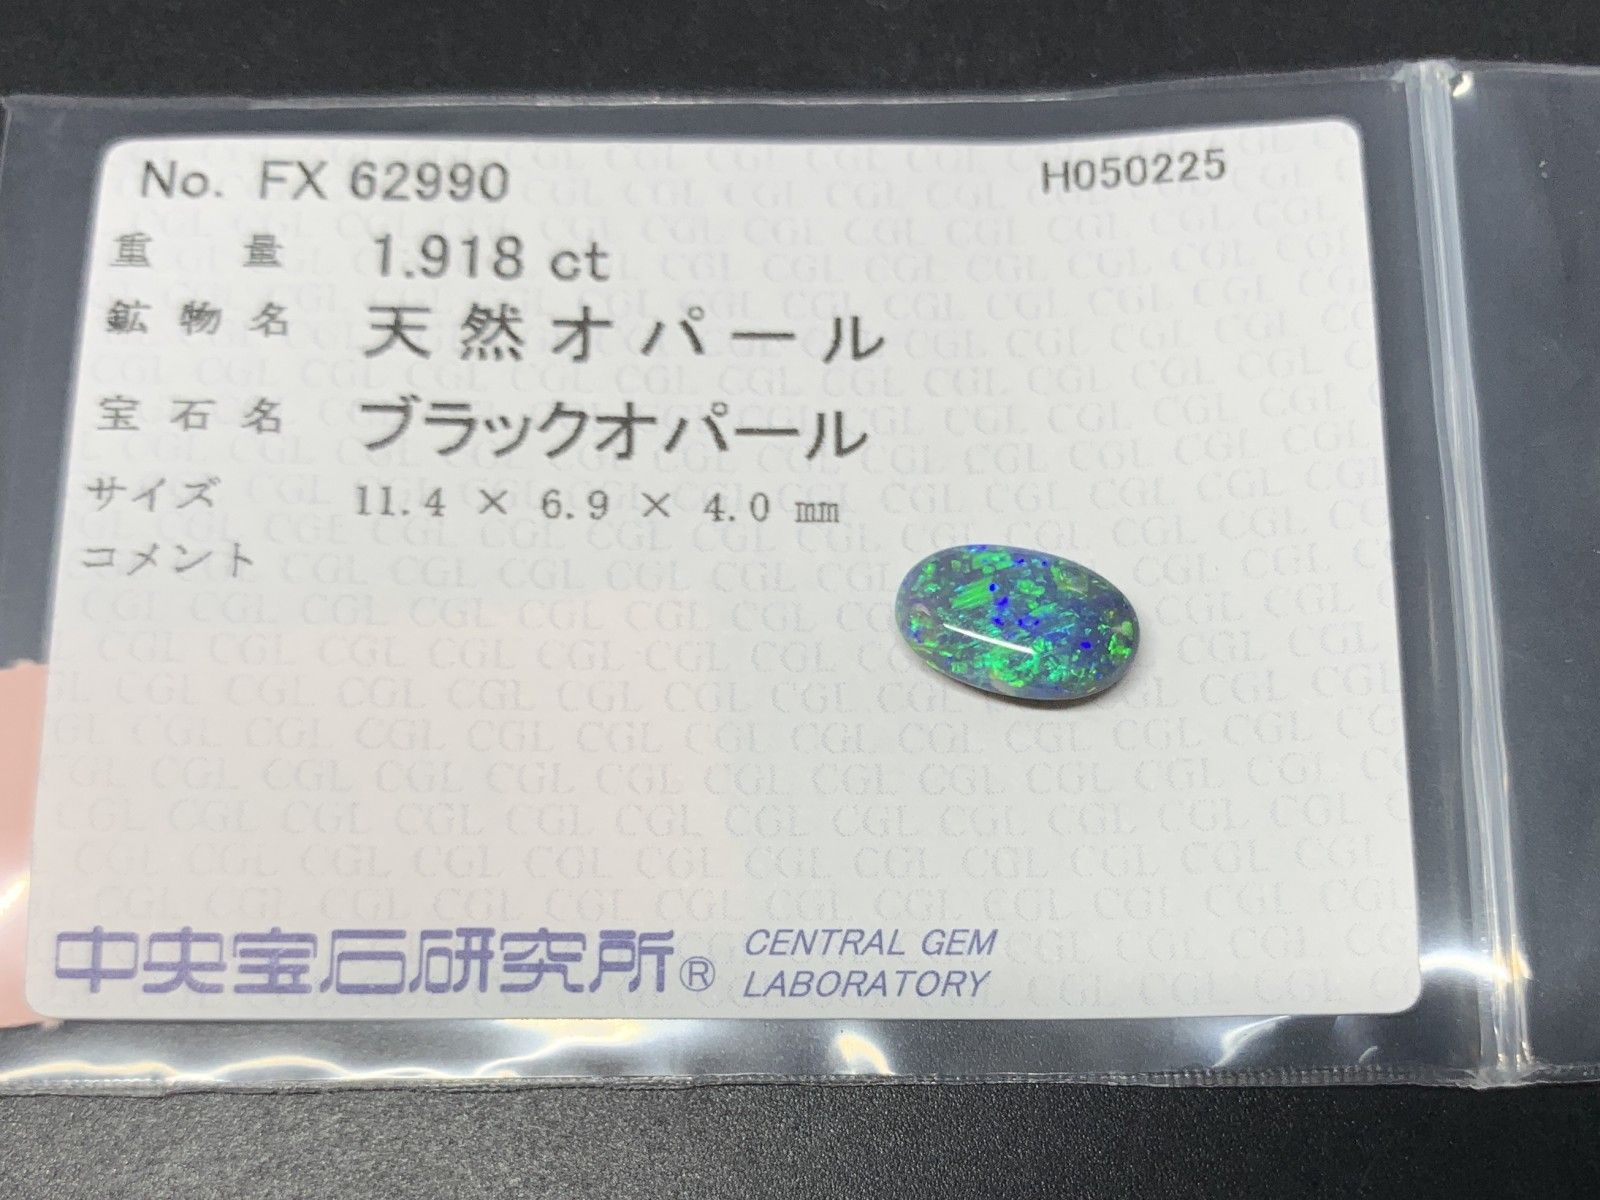 No. FX 62990 H050225
重量 1.918 ct
鉱物名 天然オパール
宝石名 ブラックオパール
サイズ 11.4 × 6.9 × 4.0 mm
コメント
中央宝石研究所® CENTRAL GEM
LABORATORY